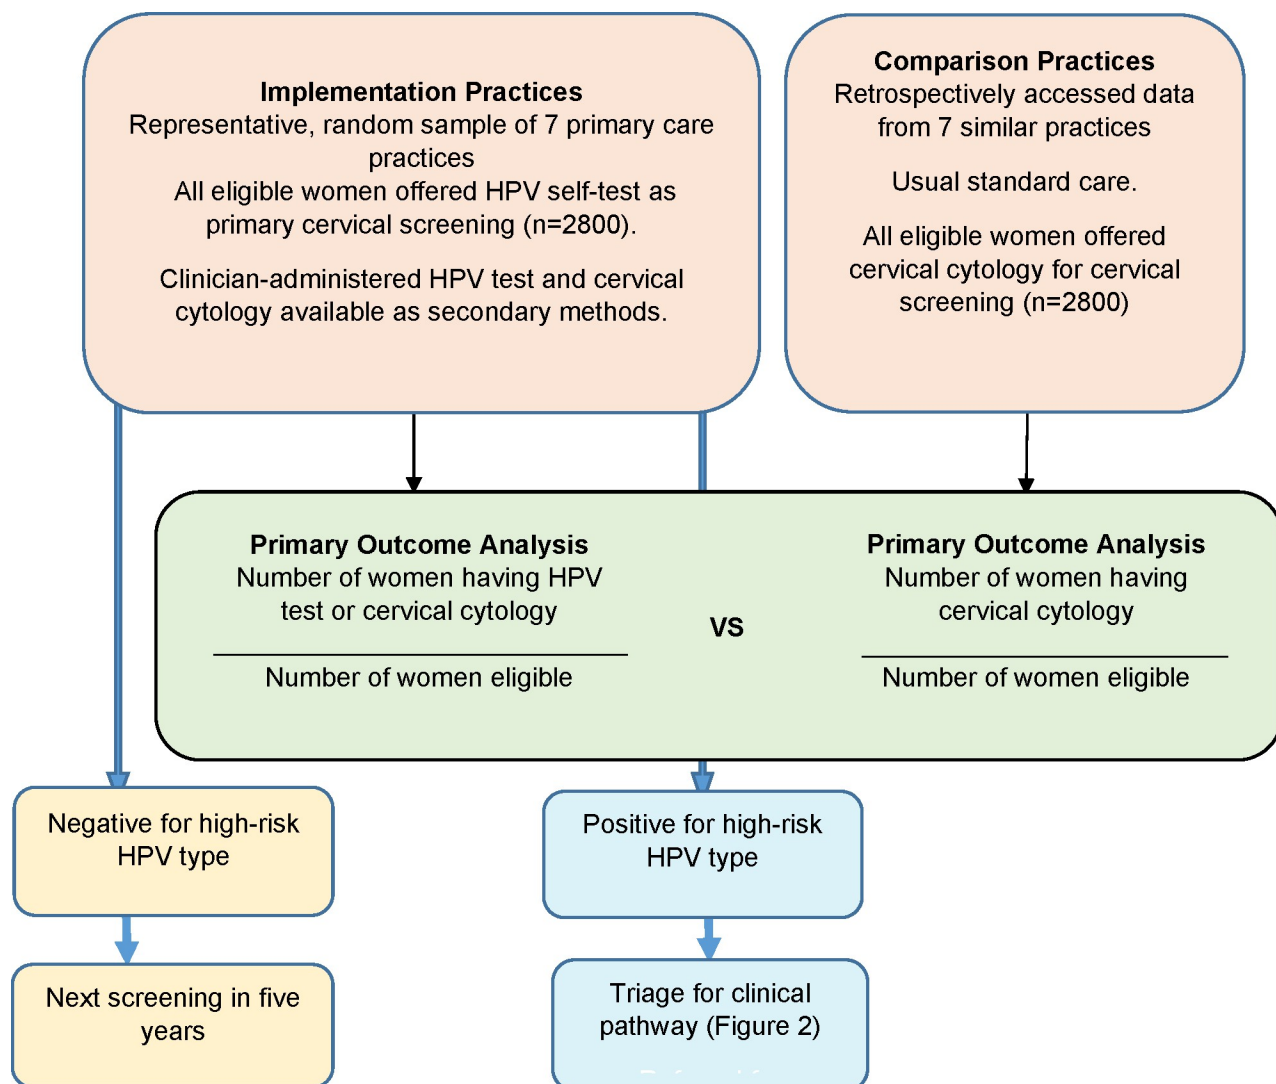 Implementation Practices
Representative, random sample of 7 primary care
practices
All eligible women offered HPV self-test as
primary cervical screening (n=2800).
Clinician-administered HPV test and cervical
cytology available as secondary methods.
Comparison Practices
Retrospectively accessed data
from 7 similar practices
Usual standard care.
All eligible women offered
cervical cytology for cervical
screening (n=2800)
Primary Outcome Analysis
Number of women having HPV
test or cervical cytology
Number of women eligible
VS
Primary Outcome Analysis
Number of women having
cervical cytology
Number of women eligible
Negative for high-risk
HPV type
Positive for high-risk
HPV type
Next screening in five
years
Triage for clinical
pathway (Figure 2)